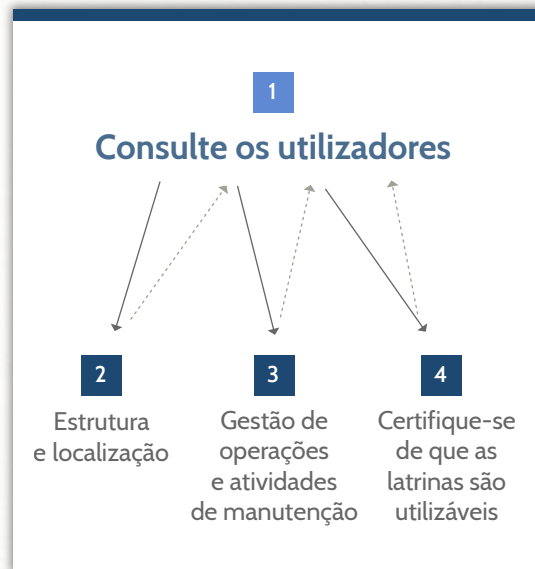 1
Consulte os utilizadores
2
Estrutura
e localização
3
Gestão de
operações
e atividades
de manutenção
4
Certifique-se
de que as
latrinas são
utilizáveis